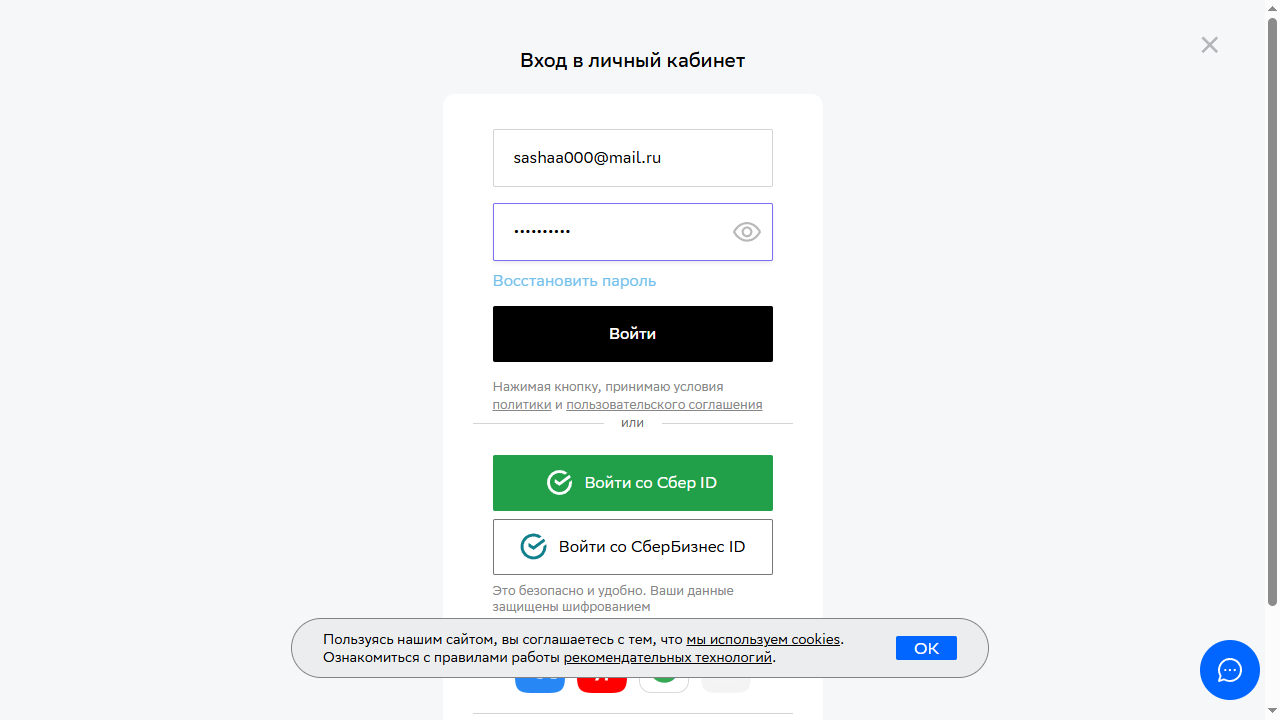 Вход в личный кабинет
sashaa000@mail.ru
••••••••••
Восстановить пароль
Войти
Нажимая кнопку, принимаю условия
политики и пользовательского соглашения
или
Войти со Сбер ID
Войти со СберБизнес ID
Это безопасно и удобно. Ваши данные
защищены шифрованием
Пользуясь нашим сайтом, вы соглашаетесь с тем, что мы используем cookies.
Ознакомиться с правилами работы рекомендательных технологий.
OK